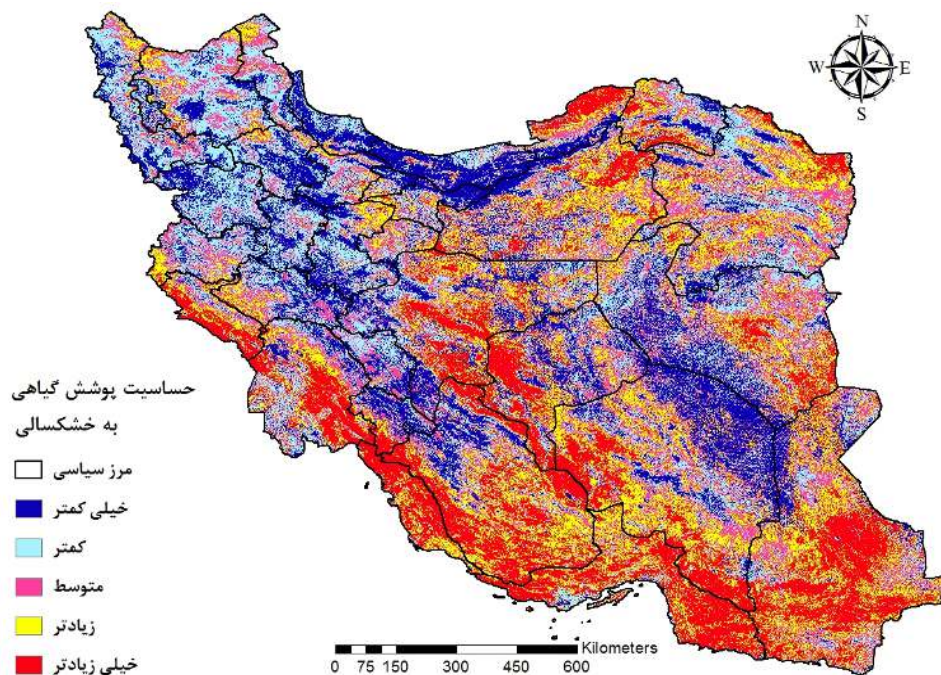 N
W E
S
حساسیت پوشش گیاهی
به خشکسالی
مرز سیاسی
خیلی کمتر
کمتر
متوسط
زیادتر
خیلی زیادتر
Kilometers
0 75 150 300 450 600